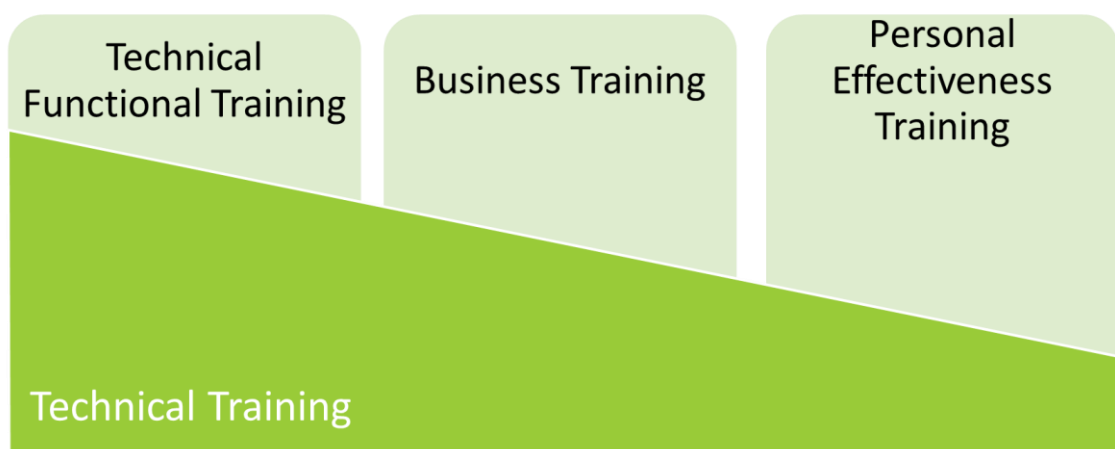 Technical
Functional Training
Business Training
Personal
Effectiveness
Training
Technical Training